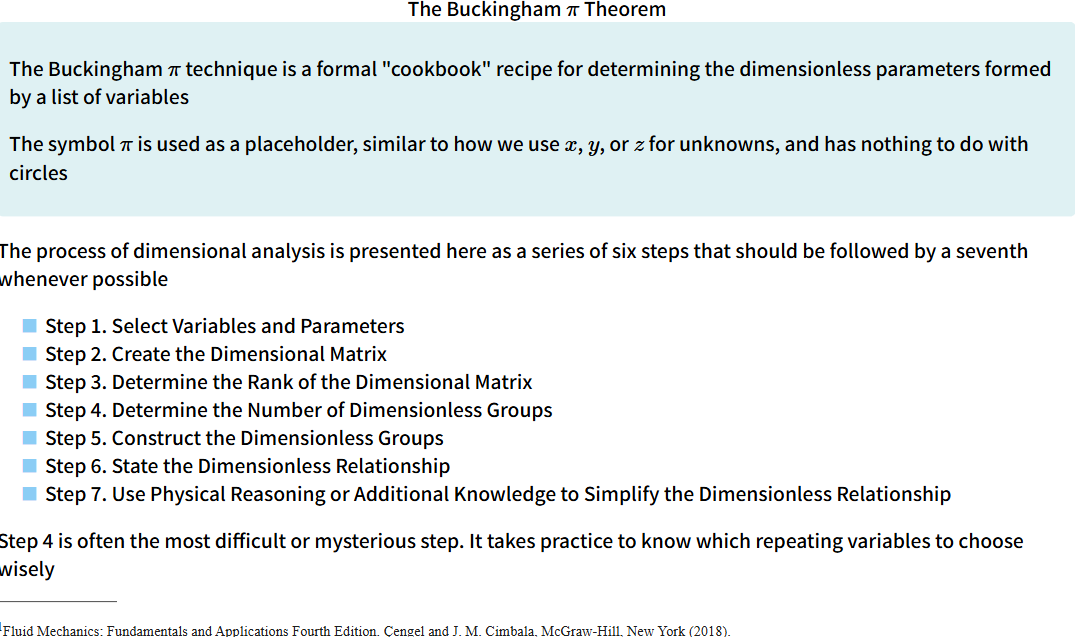 The Buckingham π Theorem
The Buckingham π technique is a formal "cookbook" recipe for determining the dimensionless parameters formed
by a list of variables
The symbol π is used as a placeholder, similar to how we use x, y, or z for unknowns, and has nothing to do with
circles
The process of dimensional analysis is presented here as a series of six steps that should be followed by a seventh
whenever possible
Step 1. Select Variables and Parameters
Step 2. Create the Dimensional Matrix
Step 3. Determine the Rank of the Dimensional Matrix
Step 4. Determine the Number of Dimensionless Groups
Step 5. Construct the Dimensionless Groups
Step 6. State the Dimensionless Relationship
Step 7. Use Physical Reasoning or Additional Knowledge to Simplify the Dimensionless Relationship
Step 4 is often the most difficult or mysterious step. It takes practice to know which repeating variables to choose
wisely
1Fluid Mechanics: Fundamentals and Applications Fourth Edition. Çengel and J. M. Cimbala. McGraw-Hill. New York (2018).